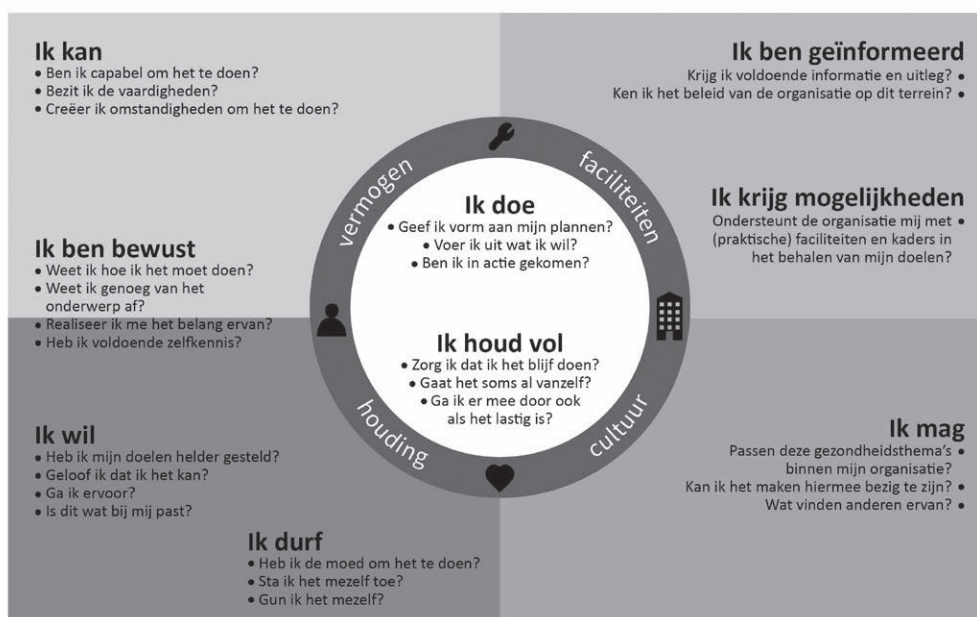 Ik kan
• Ben ik capabel om het te doen?
• Bezit ik de vaardigheden?
• Creëer ik omstandigheden om het te doen?
Ik ben bewust
• Weet ik hoe ik het moet doen?
• Weet ik genoeg van het
onderwerp af?
• Realiseer ik me het belang ervan?
• Heb ik voldoende zelfkennis?
Ik wil
• Heb ik mijn doelen helder gesteld?
• Geloof ik dat ik het kan?
• Ga ik ervoor?
• Is dit wat bij mij past?
Ik durf
• Heb ik de moed om het te doen?
• Sta ik het mezelf toe?
• Gun ik het mezelf?
vermogen
faciliteiten
houding
cultuur
Ik doe
• Geef ik vorm aan mijn plannen?
• Voer ik uit wat ik wil?
• Ben ik in actie gekomen?
Ik houd vol
• Zorg ik dat ik het blijf doen?
• Gaat het soms al vanzelf?
• Ga ik er mee door ook
als het lastig is?
Ik ben geïnformeerd
Krijg ik voldoende informatie en uitleg? •
Ken ik het beleid van de organisatie op dit terrein? •
Ik krijg mogelijkheden
Ondersteunt de organisatie mij met •
(praktische) faciliteiten en kaders in
het behalen van mijn doelen?
Ik mag
Passen deze gezondheidsthema's •
binnen mijn organisatie?
Kan ik het maken hiermee bezig te zijn? •
Wat vinden anderen ervan? •